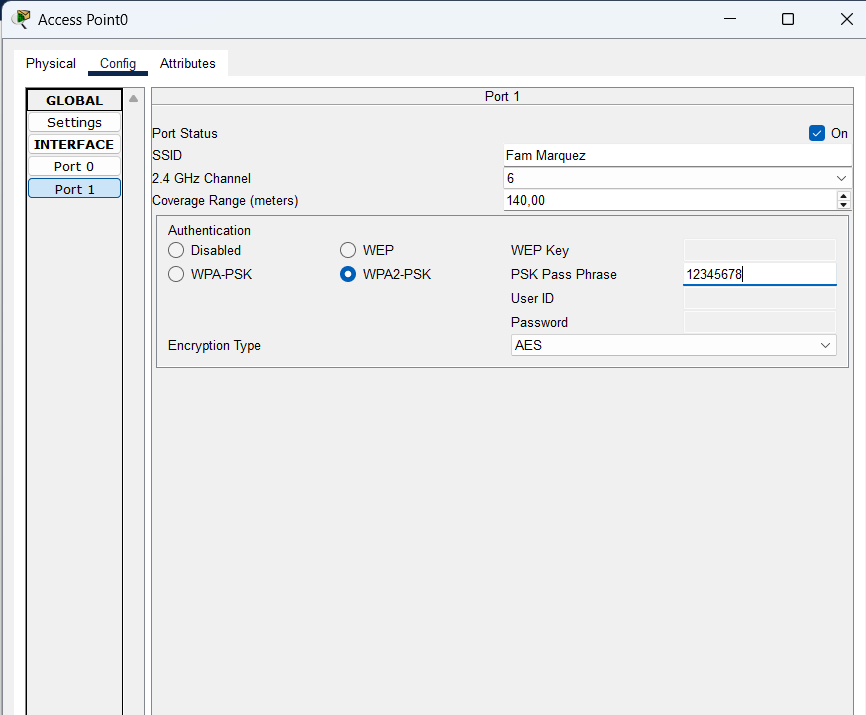 Access Point0
Physical Config Attributes
GLOBAL
Settings
INTERFACE
Port 0
Port 1
Port 1
Port Status On
SSID Fam Marquez
2.4 GHz Channel 6
Coverage Range (meters) 140,00
Authentication
Disabled WEP WEP Key
WPA-PSK WPA2-PSK PSK Pass Phrase 12345678
User ID
Password
Encryption Type AES